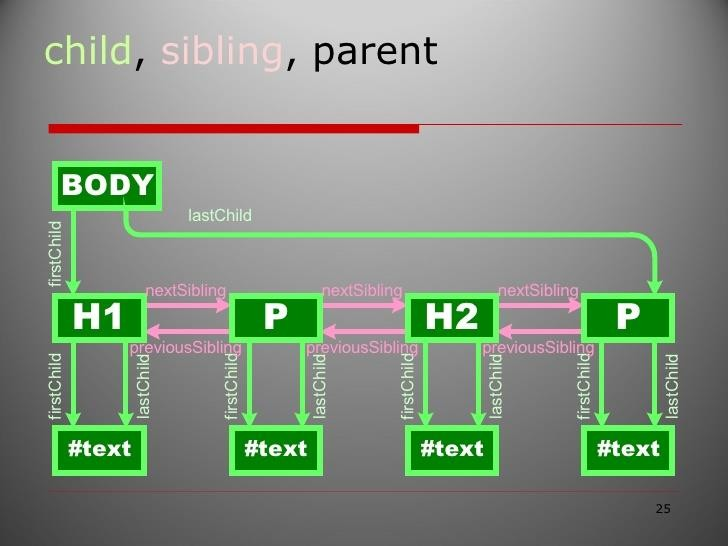 child, sibling, parent
BODY
lastChild
firstChild
nextSibling nextSibling nextSibling
H1 P H2 P
previousSibling previousSibling previousSibling
firstChild lastChild firstChild lastChild firstChild lastChild firstChild lastChild
#text #text #text #text
25